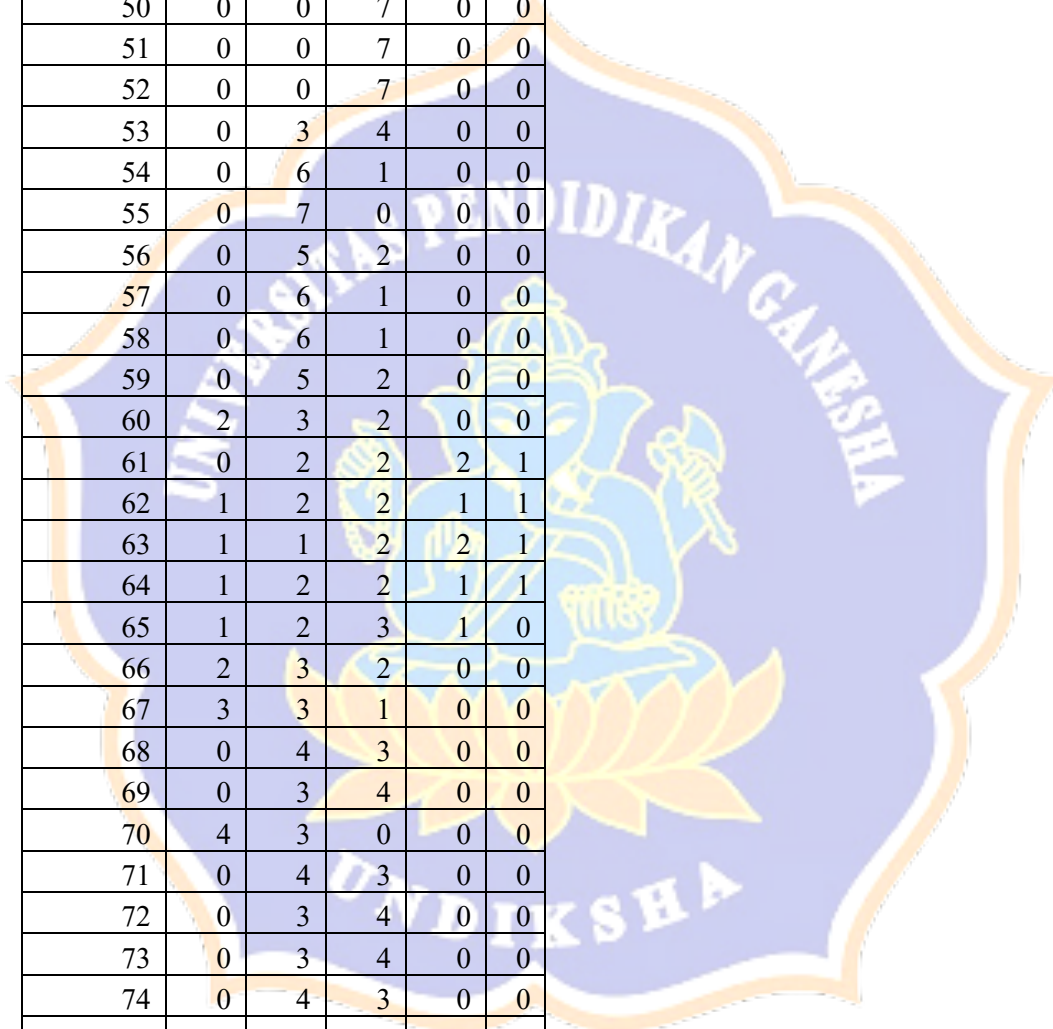 50 0 0 7 0 0
51 0 0 7 0 0
52 0 0 7 0 0
53 0 3 4 0 0
54 0 6 1 0 0
55 0 7 0 0 0
56 0 5 2 0 0
57 0 6 1 0 0
58 0 6 1 0 0
59 0 5 2 0 0
60 2 3 2 0 0
61 0 2 2 2 1
62 1 2 2 1 1
63 1 1 2 2 1
64 1 2 2 1 1
65 1 2 3 1 0
66 2 3 2 0 0
67 3 3 1 0 0
68 0 4 3 0 0
69 0 3 4 0 0
70 4 3 0 0 0
71 0 4 3 0 0
72 0 3 4 0 0
73 0 3 4 0 0
74 0 4 3 0 0
UNIVERSITAS PENDIDIKAN GANESHA
UNDIKSHA